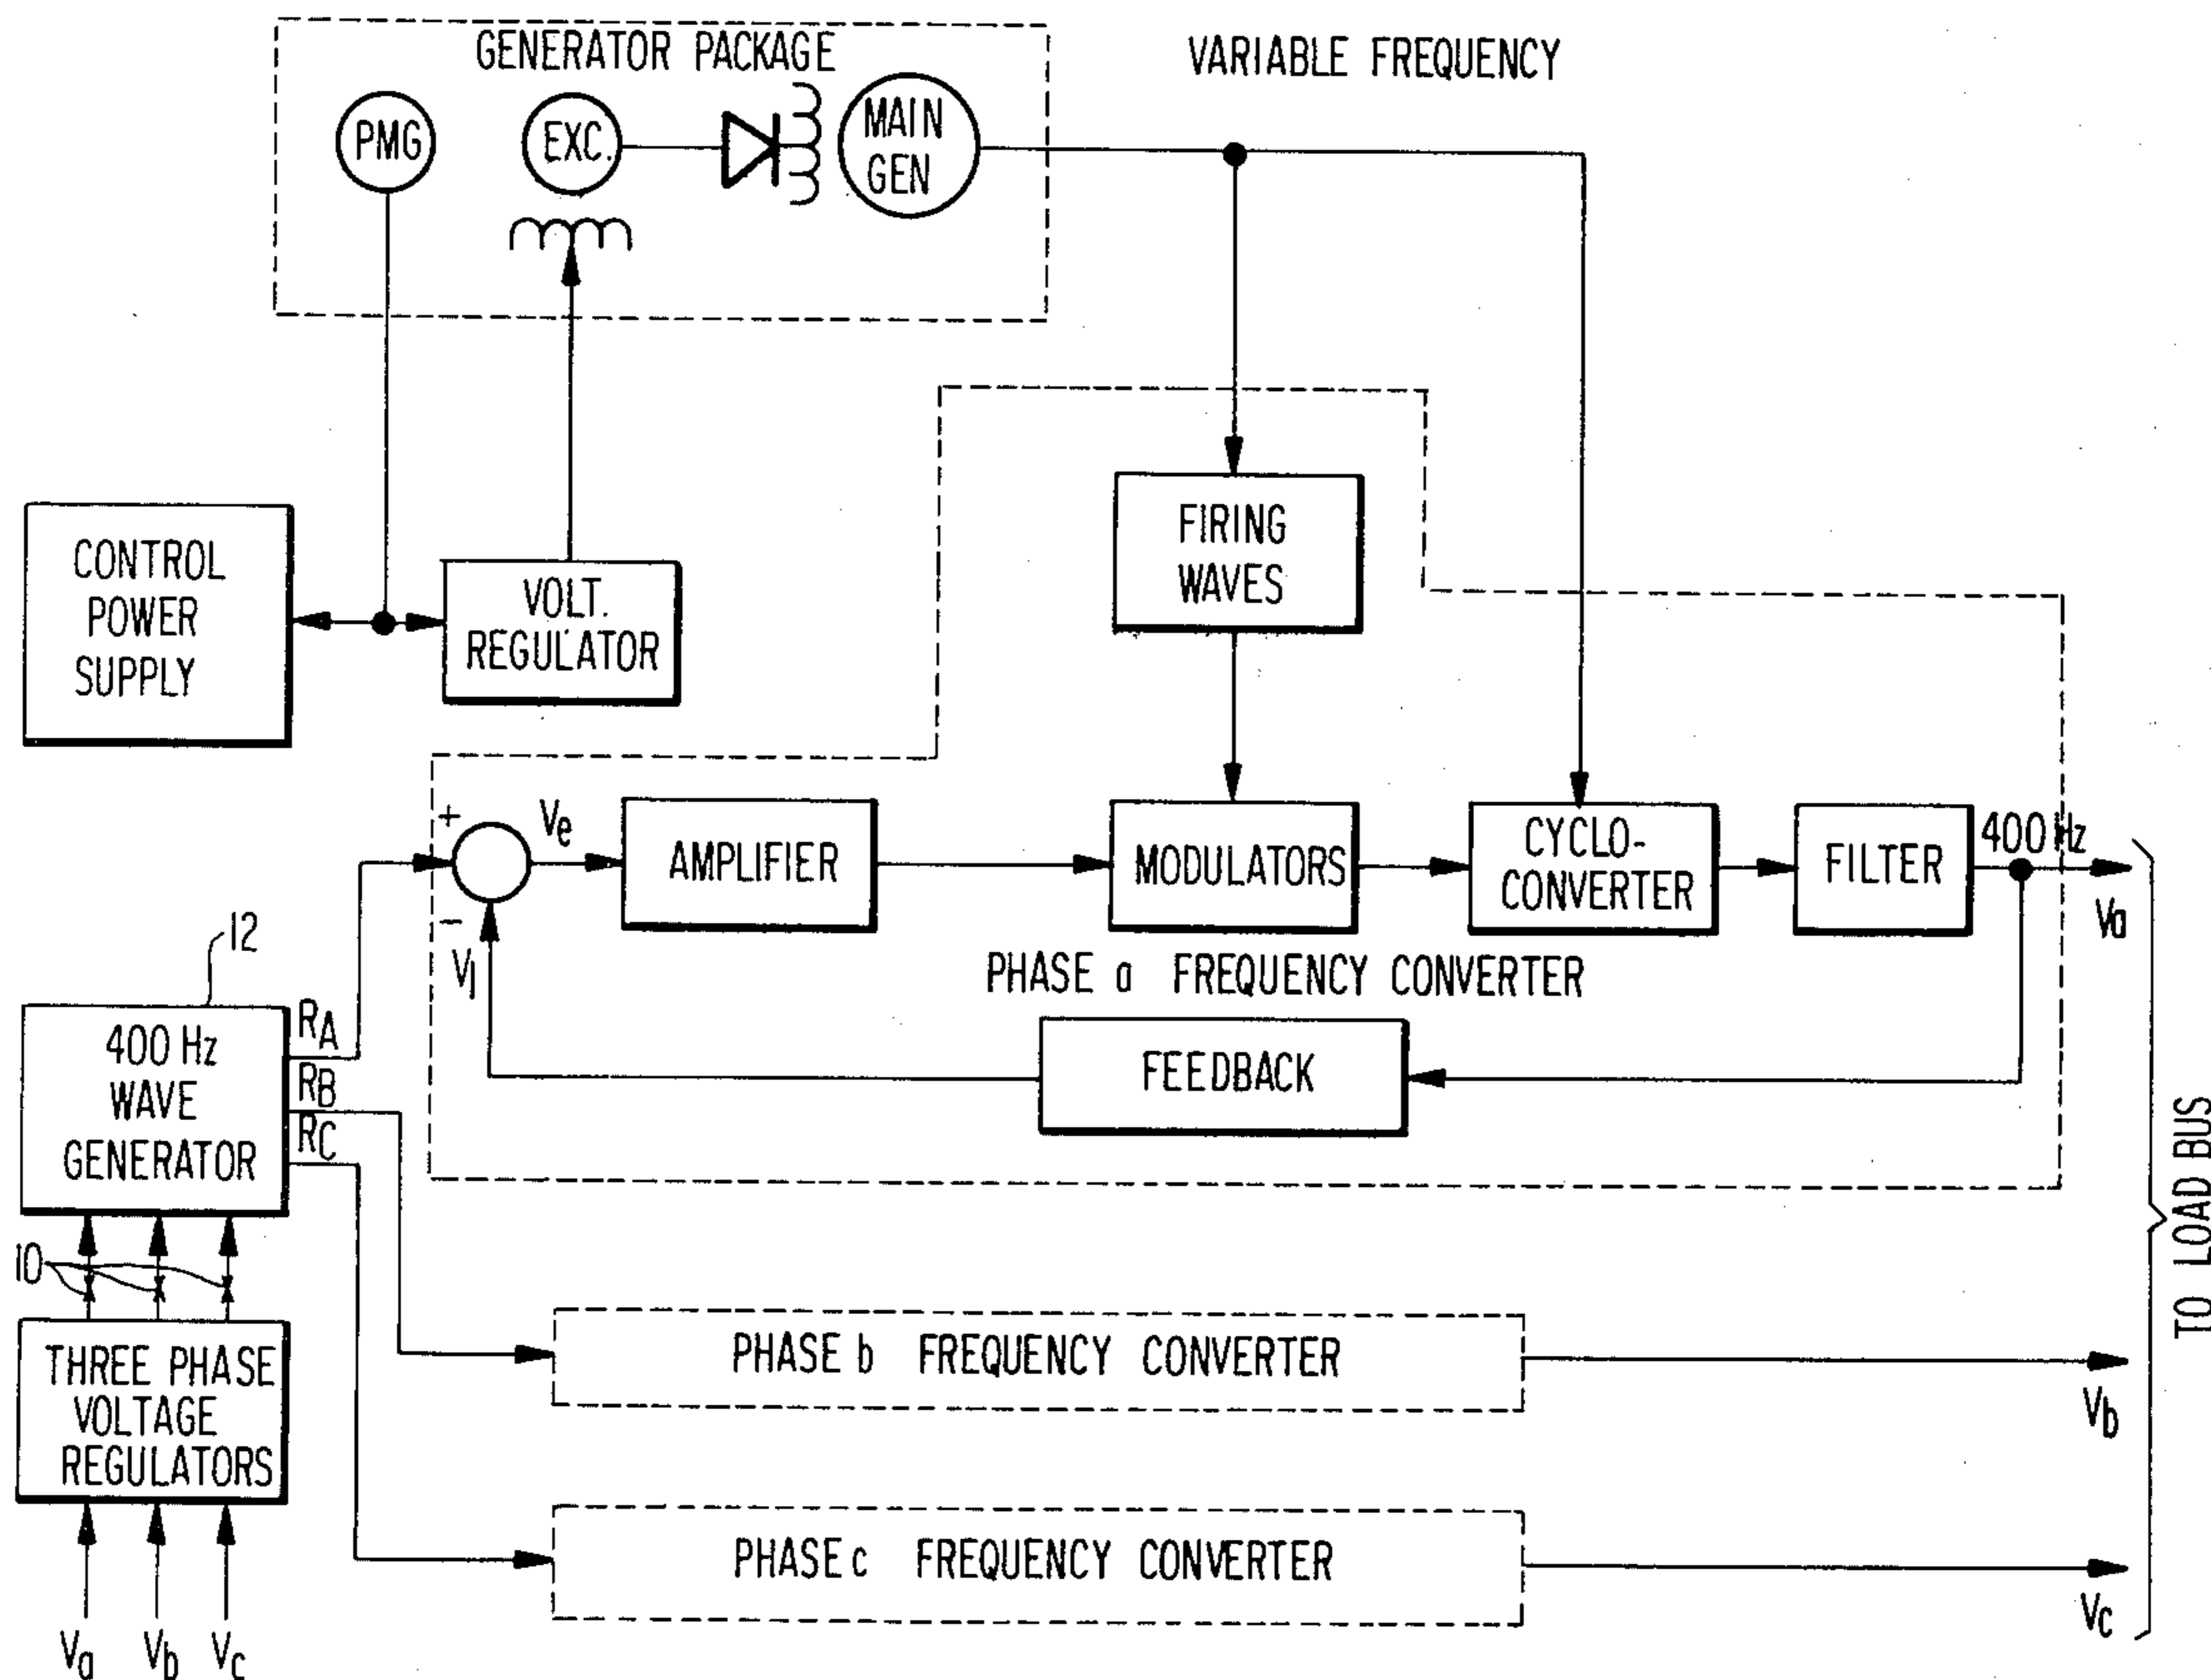 GENERATOR PACKAGE
VARIABLE FREQUENCY
PMG
EXC.
MAIN
GEN
FIRING
WAVES
CONTROL
POWER
SUPPLY
VOLT.
REGULATOR
+
Ve
AMPLIFIER
MODULATORS
CYCLO-
CONVERTER
FILTER
400 Hz
Va
−
V1
PHASE a FREQUENCY CONVERTER
12
400 Hz
WAVE
GENERATOR
RA
RB
RC
FEEDBACK
10
THREE PHASE
VOLTAGE
REGULATORS
PHASE b FREQUENCY CONVERTER
Vb
PHASE c FREQUENCY CONVERTER
Vc
TO LOAD BUS
Va Vb Vc